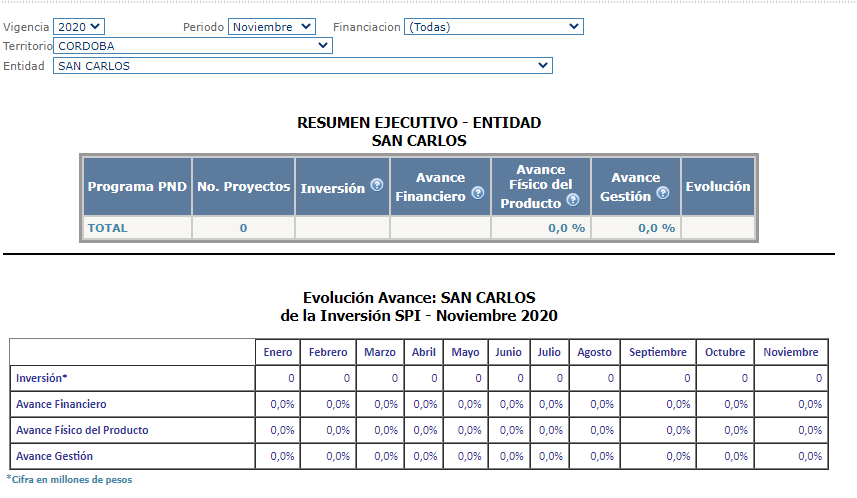 Vigencia 2020 Periodo Noviembre Financiacion (Todas)
Territorio CORDOBA
Entidad SAN CARLOS
RESUMEN EJECUTIVO - ENTIDAD
SAN CARLOS
Programa PND No. Proyectos Inversión ? Avance Financiero ? Avance Físico del Producto ? Avance Gestión ? Evolución
TOTAL 0 0,0 % 0,0 %
Evolución Avance: SAN CARLOS
de la Inversión SPI - Noviembre 2020
Enero Febrero Marzo Abril Mayo Junio Julio Agosto Septiembre Octubre Noviembre
Inversión* 0 0 0 0 0 0 0 0 0 0 0
Avance Financiero 0,0% 0,0% 0,0% 0,0% 0,0% 0,0% 0,0% 0,0% 0,0% 0,0% 0,0%
Avance Físico del Producto 0,0% 0,0% 0,0% 0,0% 0,0% 0,0% 0,0% 0,0% 0,0% 0,0% 0,0%
Avance Gestión 0,0% 0,0% 0,0% 0,0% 0,0% 0,0% 0,0% 0,0% 0,0% 0,0% 0,0%
*Cifra en millones de pesos